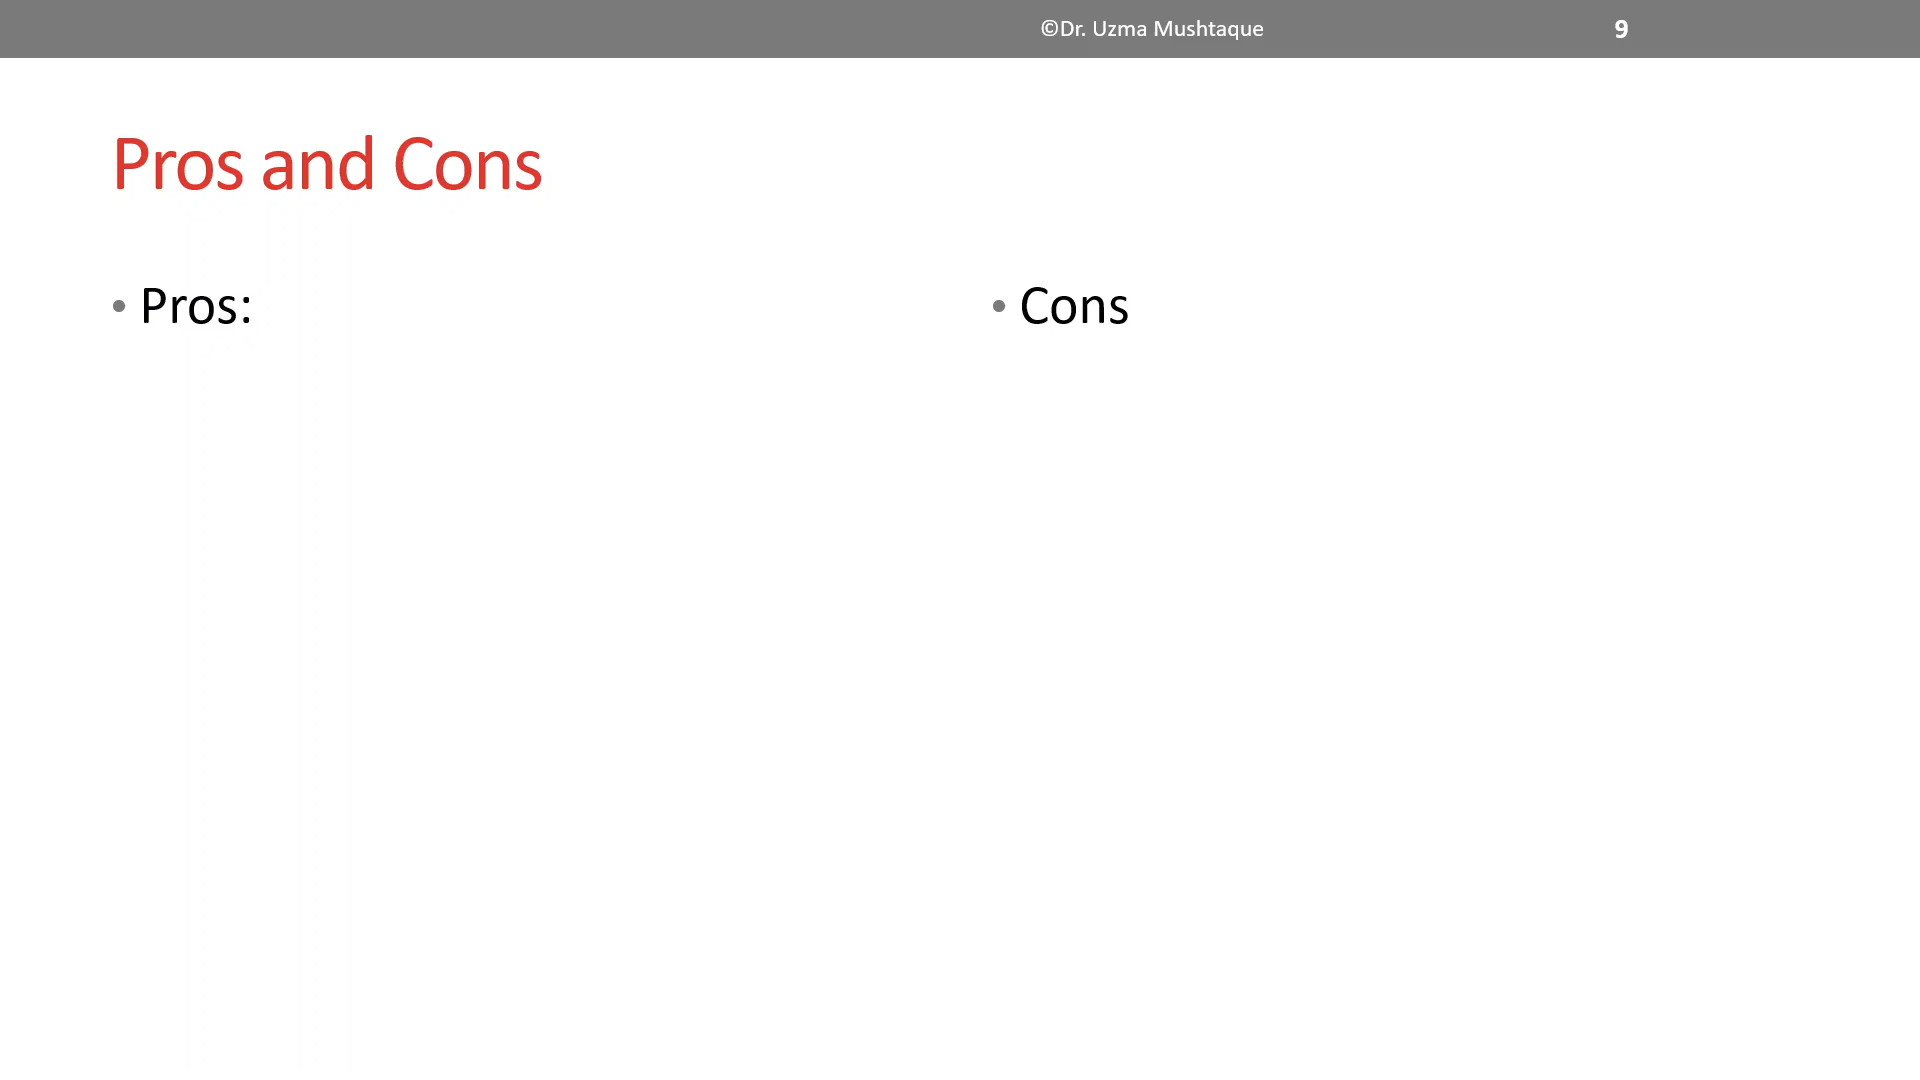 ©Dr. Uzma Mushtaque
9
Pros and Cons
• Pros:
• Cons